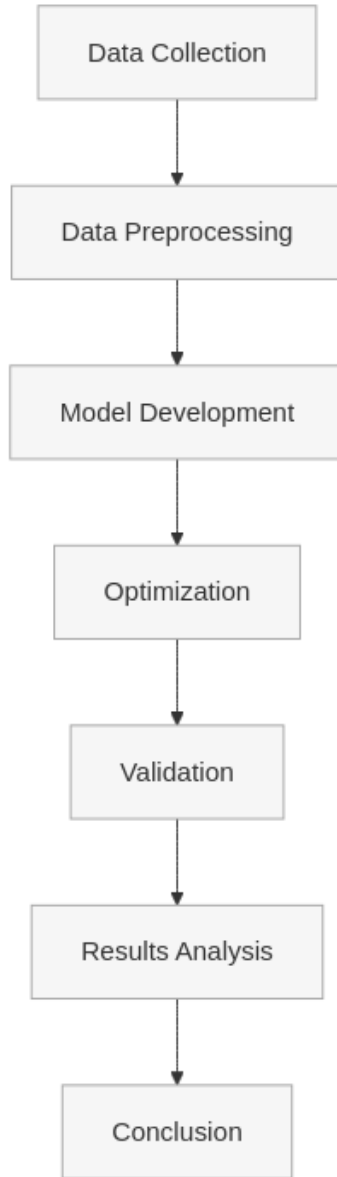 Data Collection
Data Preprocessing
Model Development
Optimization
Validation
Results Analysis
Conclusion